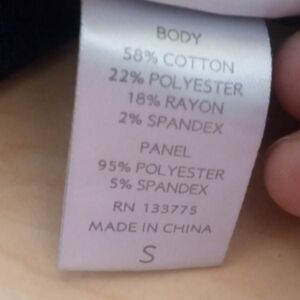 BODY
58% COTTON
22% POLYESTER
18% RAYON
2% SPANDEX
PANEL
95% POLYESTER
5% SPANDEX
RN 133775
MADE IN CHINA
S